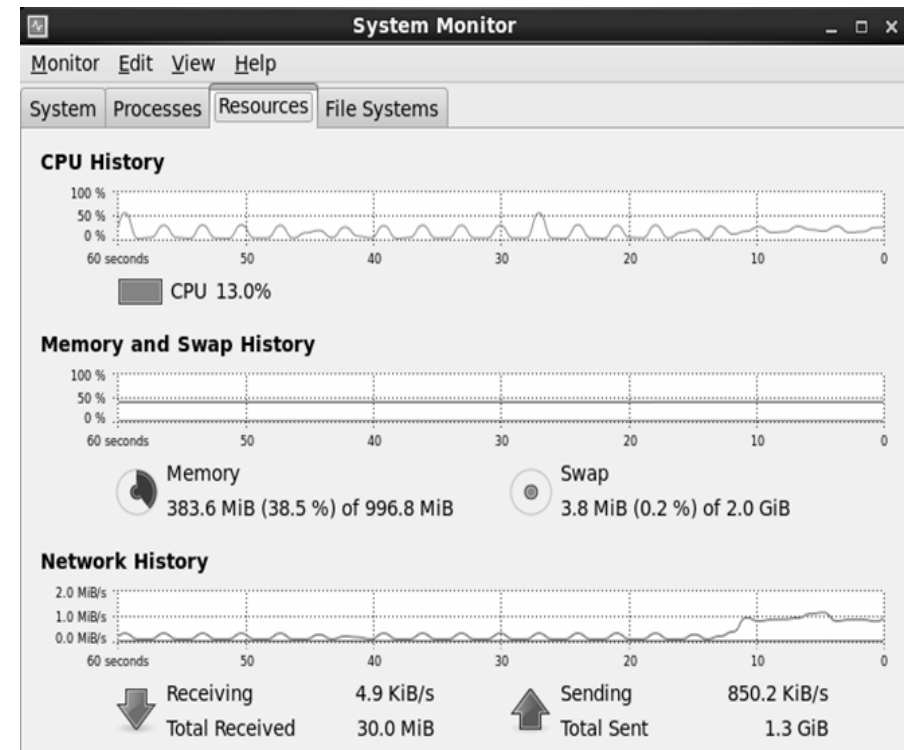 System Monitor
Monitor Edit View Help
System Processes Resources File Systems
CPU History
100 %
50 %
0 %
60 seconds 50 40 30 20 10 0
CPU 13.0%
Memory and Swap History
100 %
50 %
0 %
60 seconds 50 40 30 20 10 0
Memory Swap
383.6 MiB (38.5 %) of 996.8 MiB 3.8 MiB (0.2 %) of 2.0 GiB
Network History
2.0 MiB/s
1.0 MiB/s
0.0 MiB/s
60 seconds 50 40 30 20 10 0
Receiving 4.9 KiB/s Sending 850.2 KiB/s
Total Received 30.0 MiB Total Sent 1.3 GiB